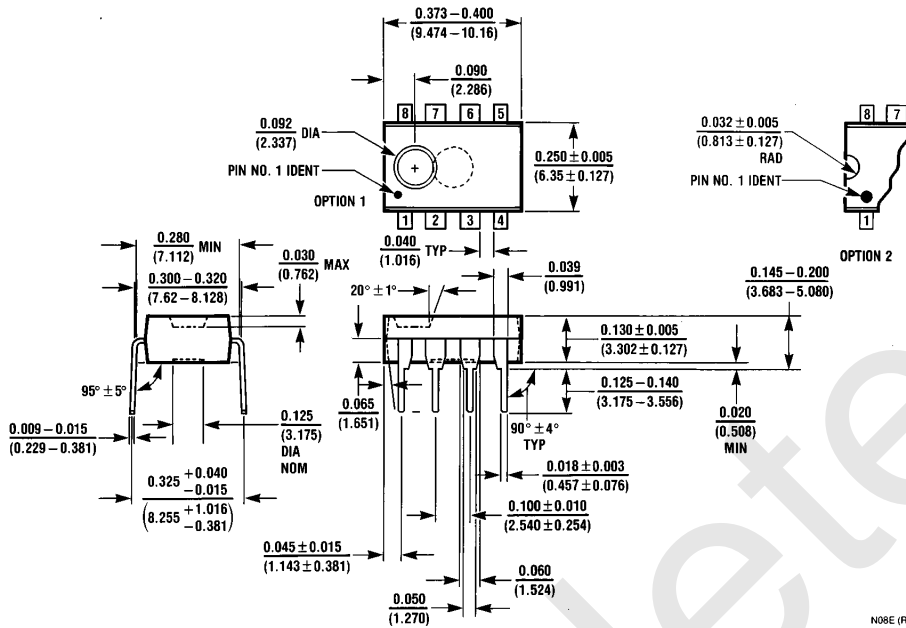 0.373 – 0.400
(9.474 – 10.16)
0.090
(2.286)
8 7 6 5
0.092 DIA
(2.337)
PIN NO. 1 IDENT
OPTION 1
+
0.250 ± 0.005
(6.35 ± 0.127)
1 2 3 4
0.032 ± 0.005
(0.813 ± 0.127)
RAD
PIN NO. 1 IDENT
8 7
1
OPTION 2
0.280 MIN
(7.112)
0.300 – 0.320
(7.62 – 8.128)
0.030 MAX
(0.762)
0.040 TYP
(1.016)
0.039
(0.991)
20° ± 1°
0.145 – 0.200
(3.683 – 5.080)
0.130 ± 0.005
(3.302 ± 0.127)
95° ± 5°
0.009 – 0.015
(0.229 – 0.381)
0.125
(3.175)
DIA
NOM
0.065
(1.651)
90° ± 4°
TYP
0.125 – 0.140
(3.175 – 3.556)
0.020
(0.508)
MIN
0.018 ± 0.003
(0.457 ± 0.076)
0.325 +0.040 –0.015
(8.255 +1.016 –0.381)
0.100 ± 0.010
(2.540 ± 0.254)
0.045 ± 0.015
(1.143 ± 0.381)
0.060
(1.524)
0.050
(1.270)
N08E (R